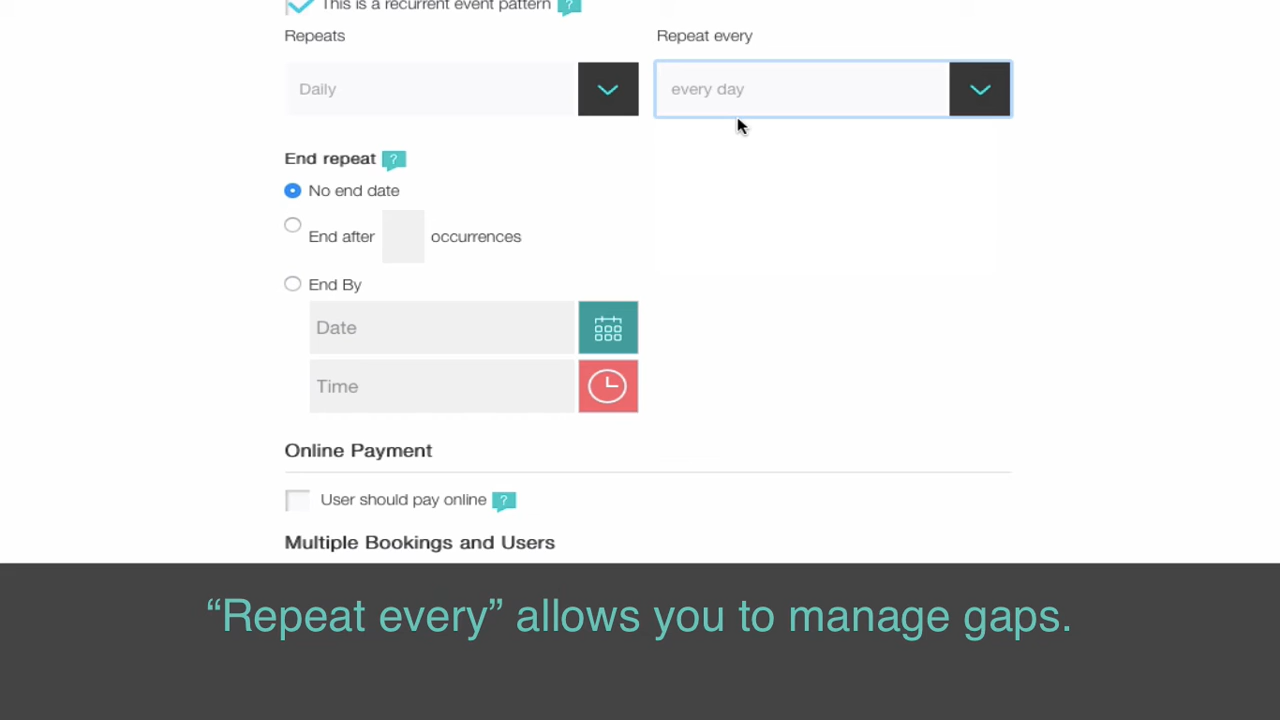 This is a recurrent event pattern ?
Repeats
Repeat every
Daily
every day
End repeat ?
No end date
End after occurrences
End By
Date
Time
Online Payment
User should pay online ?
Multiple Bookings and Users
“Repeat every” allows you to manage gaps.